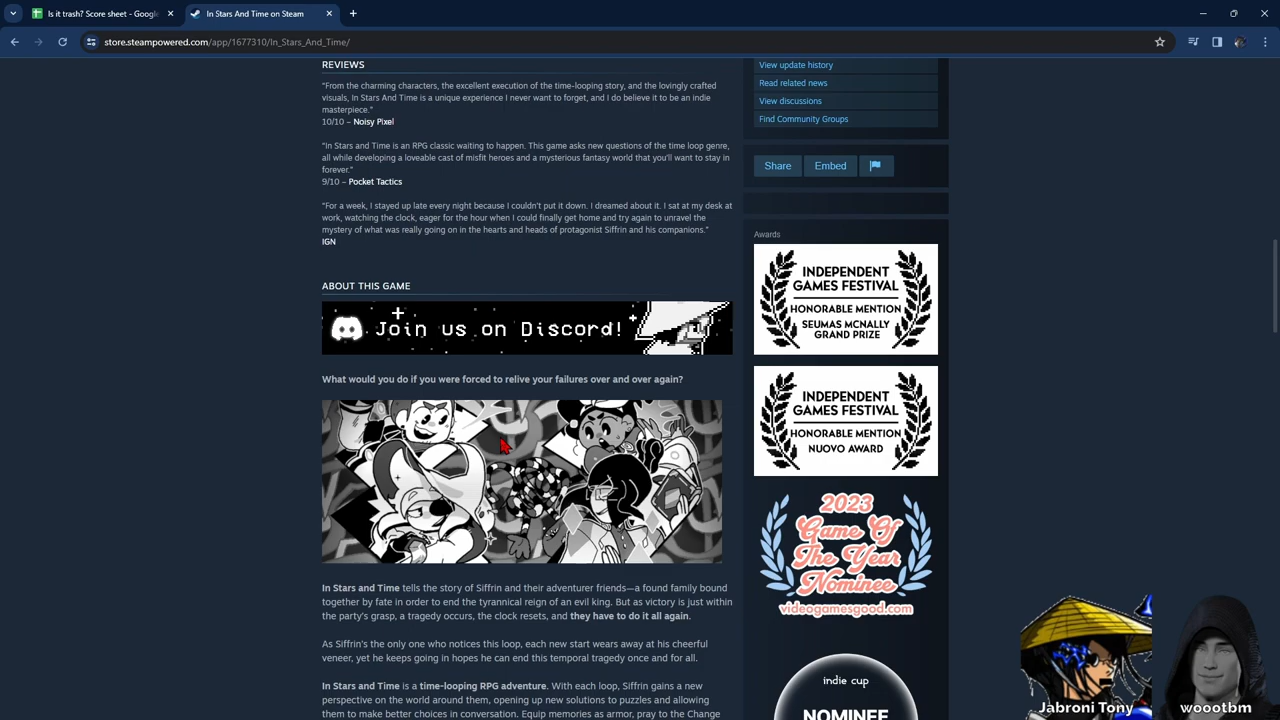 Is it trash? Score sheet - Google
In Stars And Time on Steam
store.steampowered.com/app/1677310/In_Stars_And_Time/
REVIEWS
"From the charming characters, the excellent execution of the time-looping story, and the lovingly crafted
visuals, In Stars And Time is a unique experience I never want to forget, and I do believe it to be an indie
masterpiece."
10/10 – Noisy Pixel
"In Stars and Time is an RPG classic waiting to happen. This game asks new questions of the time loop genre,
all while developing a loveable cast of misfit heroes and a mysterious fantasy world that you'll want to stay in
forever."
9/10 – Pocket Tactics
"For a week, I stayed up late every night because I couldn't put it down. I dreamed about it. I sat at my desk at
work, watching the clock, eager for the hour when I could finally get home and try again to unravel the
mystery of what was really going on in the hearts and heads of protagonist Siffrin and his companions."
IGN
ABOUT THIS GAME
Join us on Discord!
What would you do if you were forced to relive your failures over and over again?
In Stars and Time tells the story of Siffrin and their adventurer friends—a found family bound
together by fate in order to end the tyrannical reign of an evil king. But as victory is just within
the party's grasp, a tragedy occurs, the clock resets, and they have to do it all again.
As Siffrin's the only one who notices this loop, each new start wears away at his cheerful
veneer, yet he keeps going in hopes he can end this temporal tragedy once and for all.
In Stars and Time is a time-looping RPG adventure. With each loop, Siffrin gains a new
perspective on the world around them, opening up new solutions to puzzles and allowing
them to make better choices in conversation. Equip memories as armor, pray to the Change
View update history
Read related news
View discussions
Find Community Groups
Share
Embed
Awards
INDEPENDENT
GAMES FESTIVAL
HONORABLE MENTION
SEUMAS MCNALLY
GRAND PRIZE
INDEPENDENT
GAMES FESTIVAL
HONORABLE MENTION
NUOVO AWARD
2023
Game Of
The Year
Nominee
videogamesgood.com
indie cup
NOMINEE
Jabroni Tony
woootbm